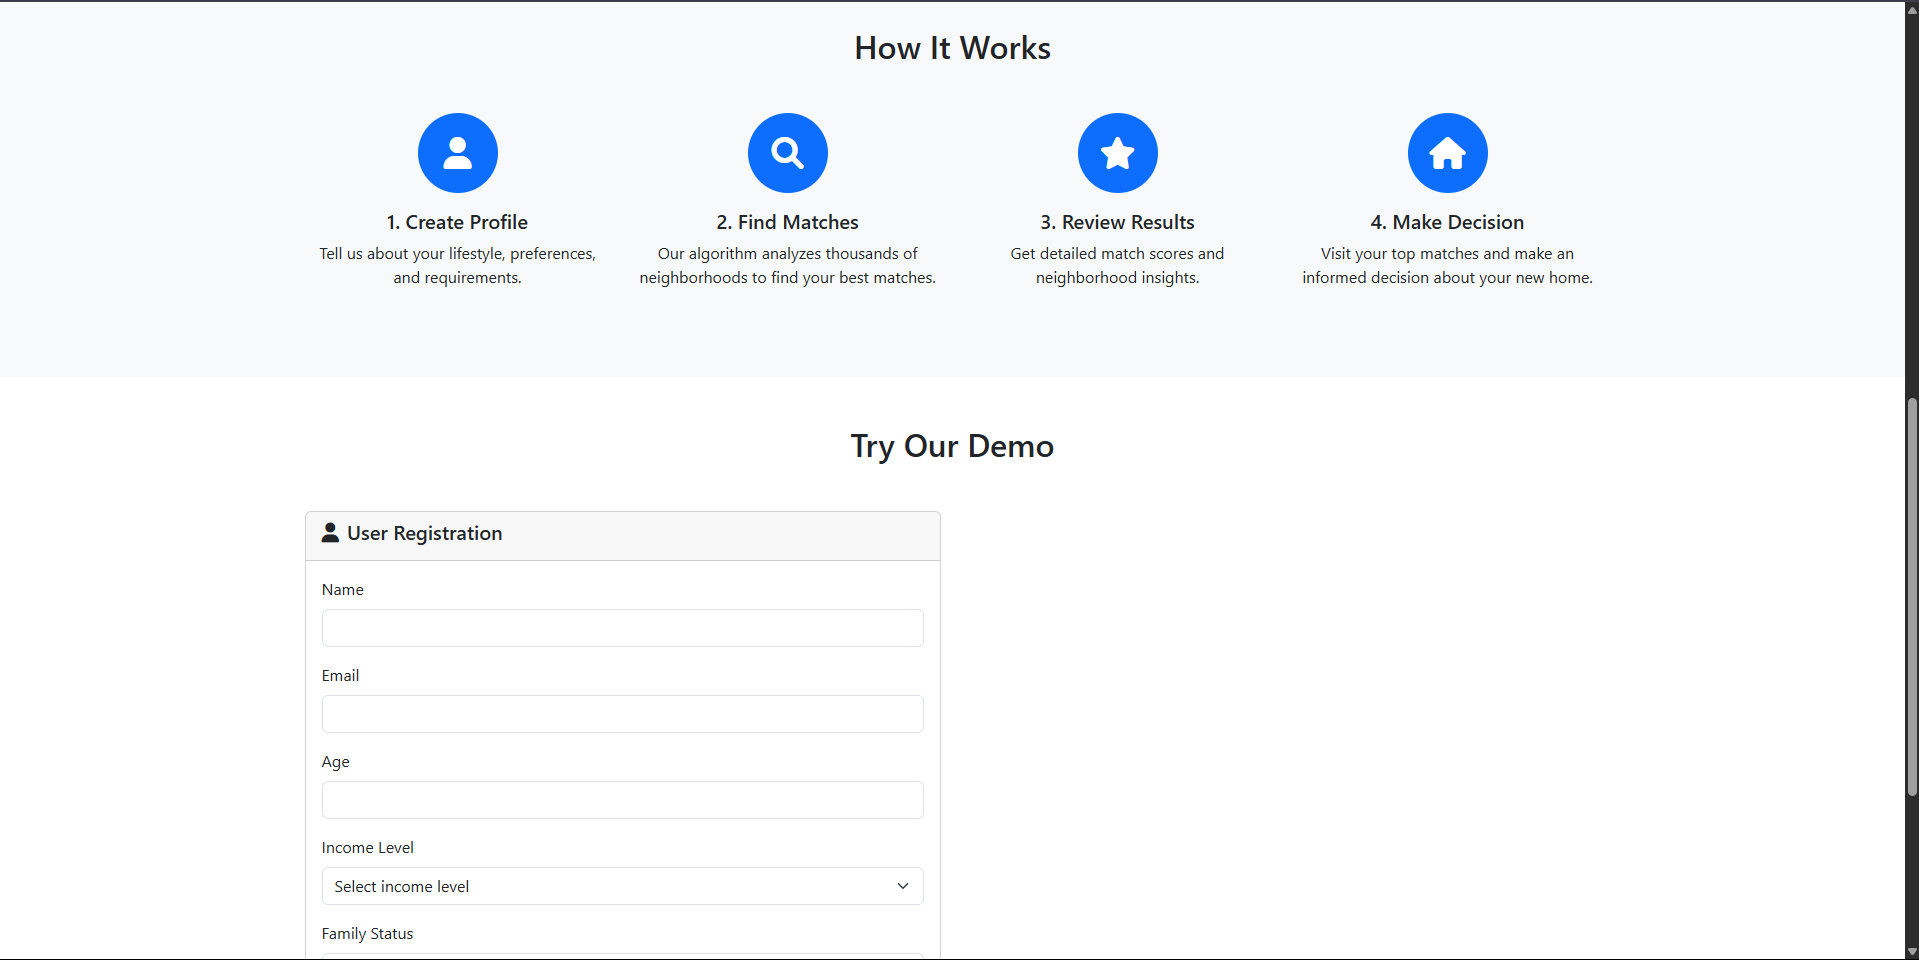 How It Works
1. Create Profile
Tell us about your lifestyle, preferences,
and requirements.
2. Find Matches
Our algorithm analyzes thousands of
neighborhoods to find your best matches.
3. Review Results
Get detailed match scores and
neighborhood insights.
4. Make Decision
Visit your top matches and make an
informed decision about your new home.
Try Our Demo
User Registration
Name
Email
Age
Income Level
Select income level
Family Status